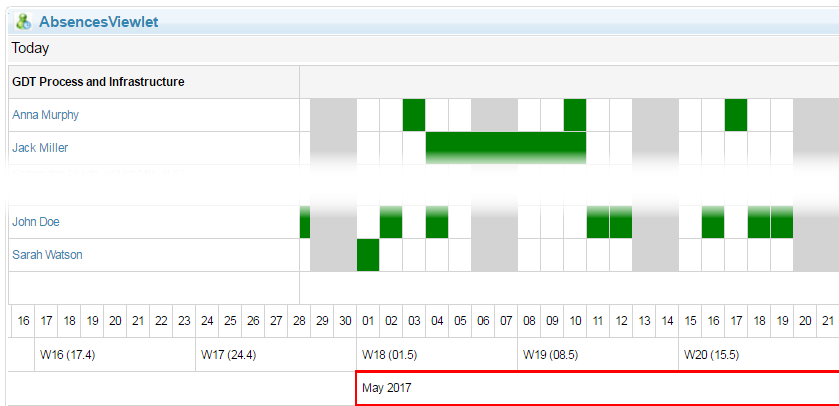 AbsencesViewlet
Today
GDT Process and Infrastructure
Anna Murphy
Jack Miller
John Doe
Sarah Watson
16 17 18 19 20 21 22 23 24 25 26 27 28 29 30 01 02 03 04 05 06 07 08 09 10 11 12 13 14 15 16 17 18 19 20 21
W16 (17.4) W17 (24.4) W18 (01.5) W19 (08.5) W20 (15.5)
May 2017